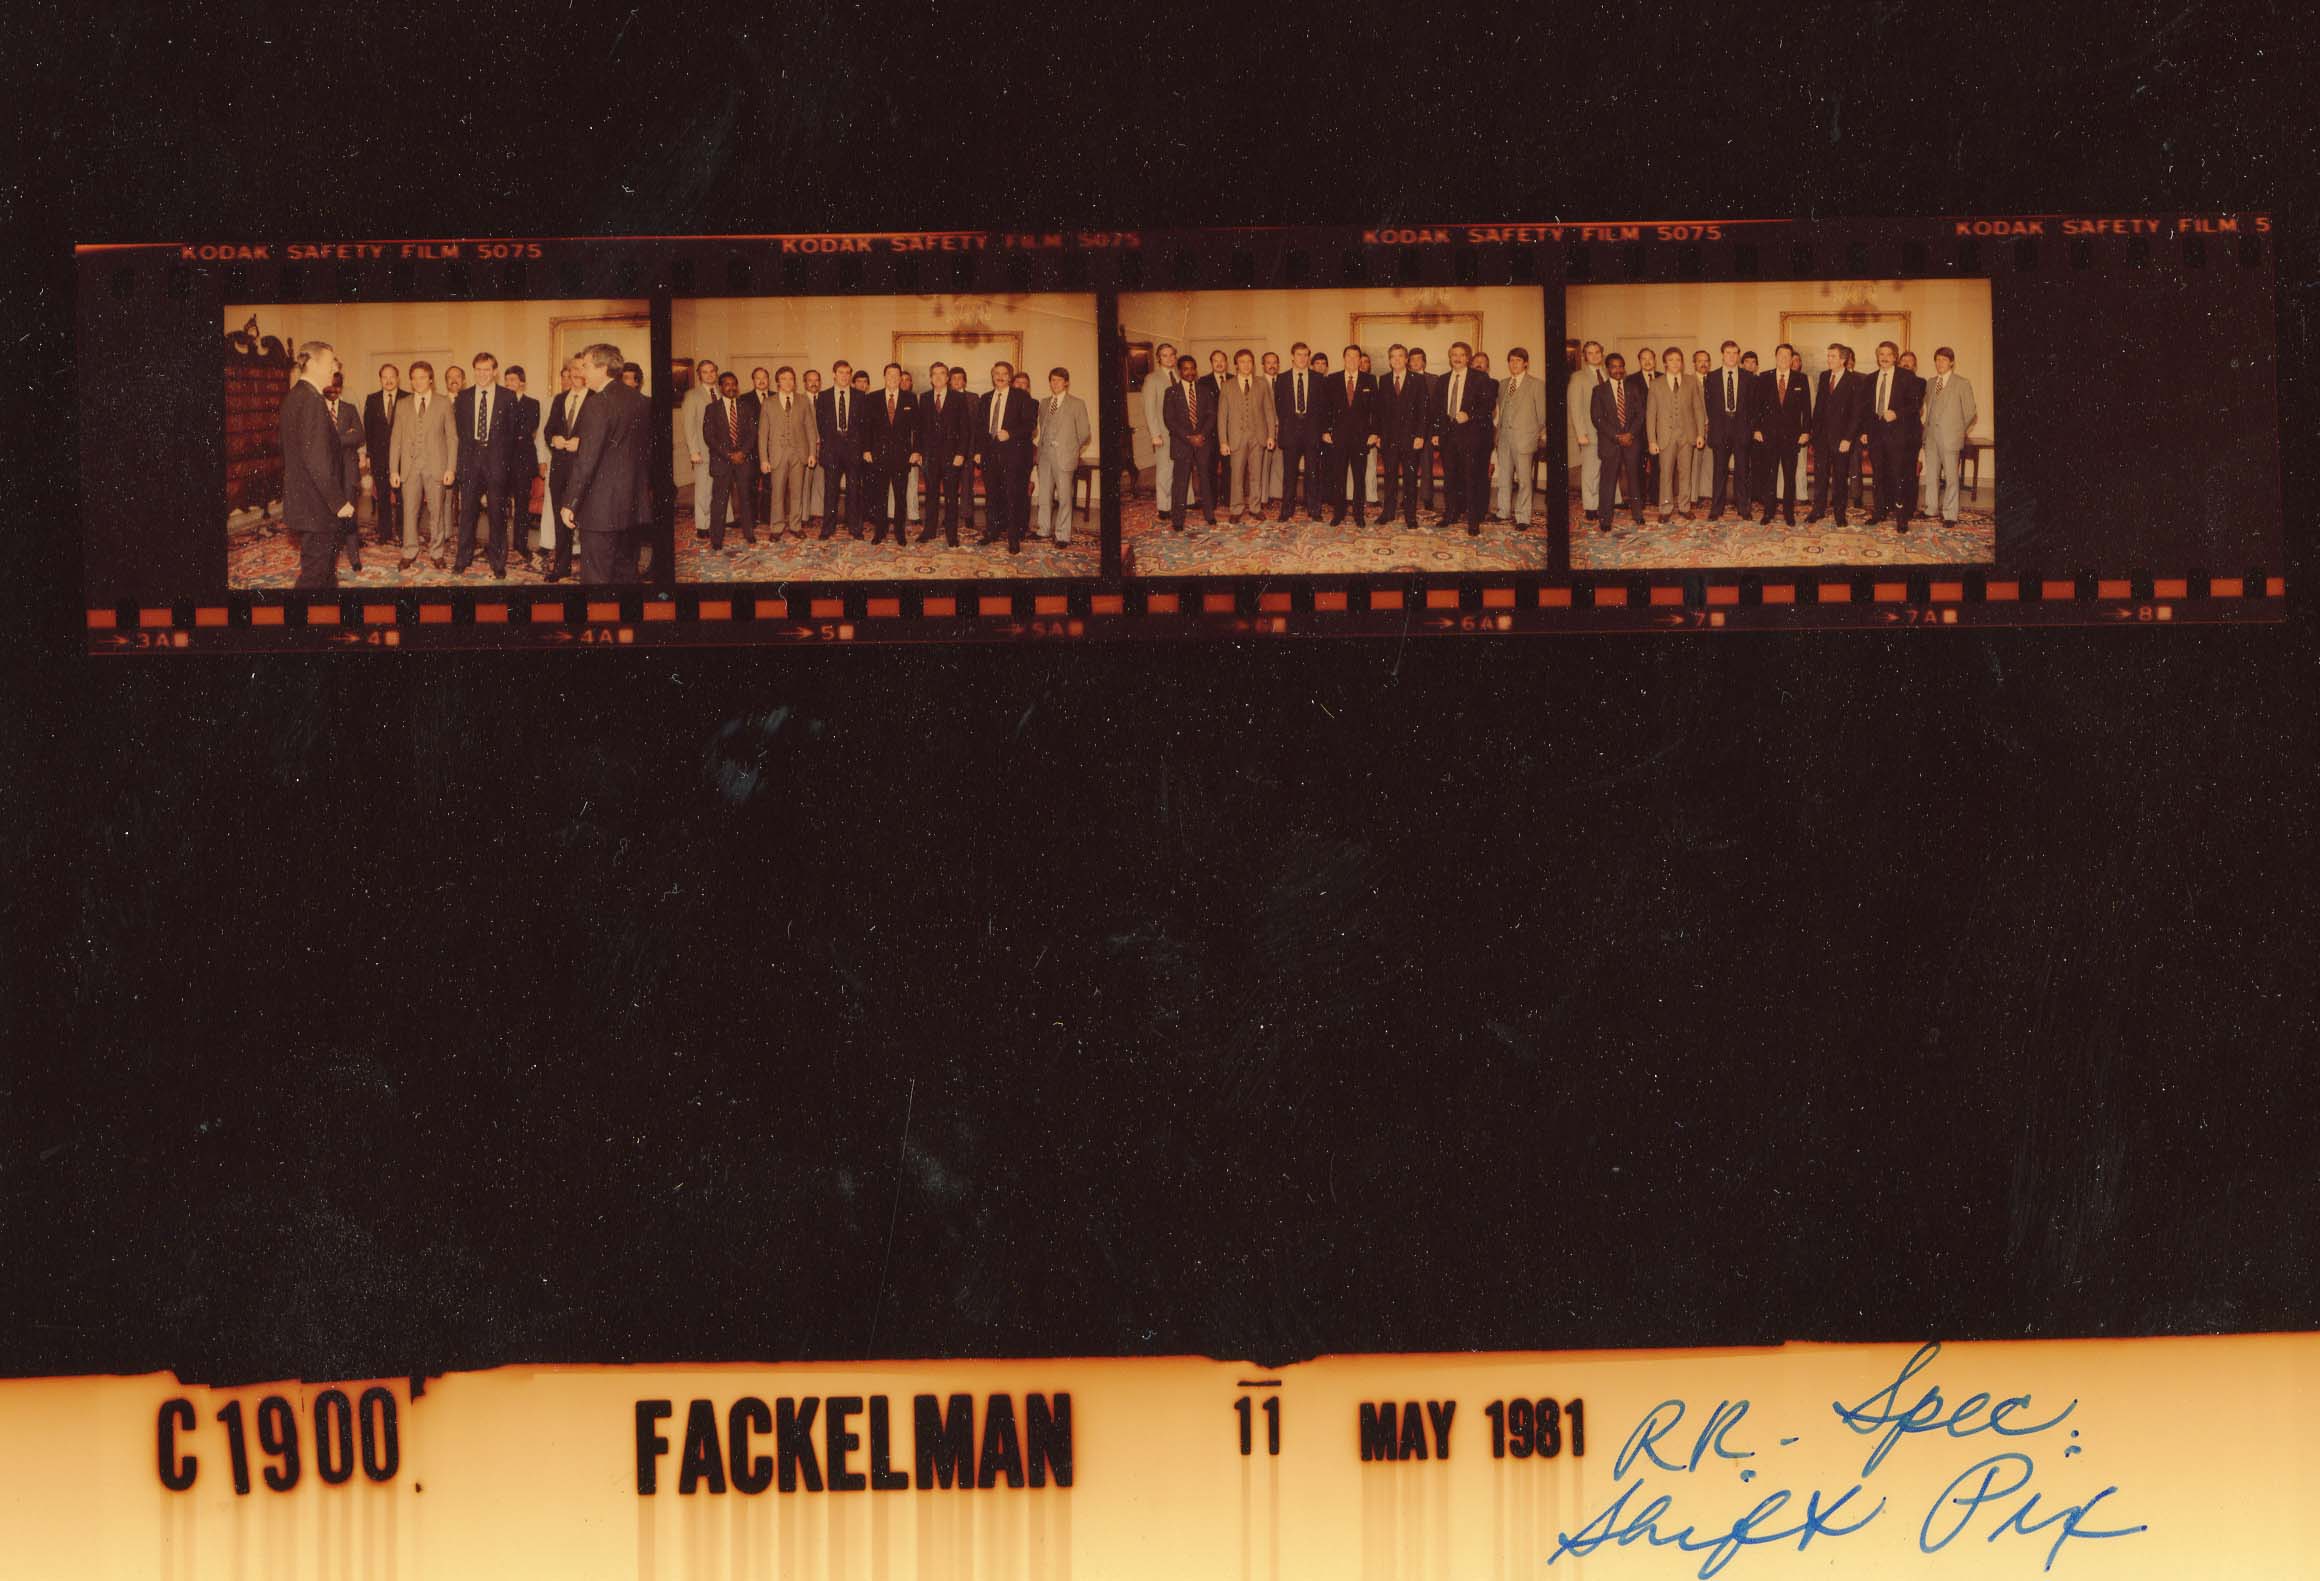 KODAK SAFETY FILM 5075 KODAK SAFETY FILM 5075 KODAK SAFETY FILM 5075 KODAK SAFETY FILM 5
→3A →4 →4A →5 →5A →6 →6A →7 →7A →8
C1900 FACKELMAN 11 MAY 1981 RR. - Spec.:
Shift Pix